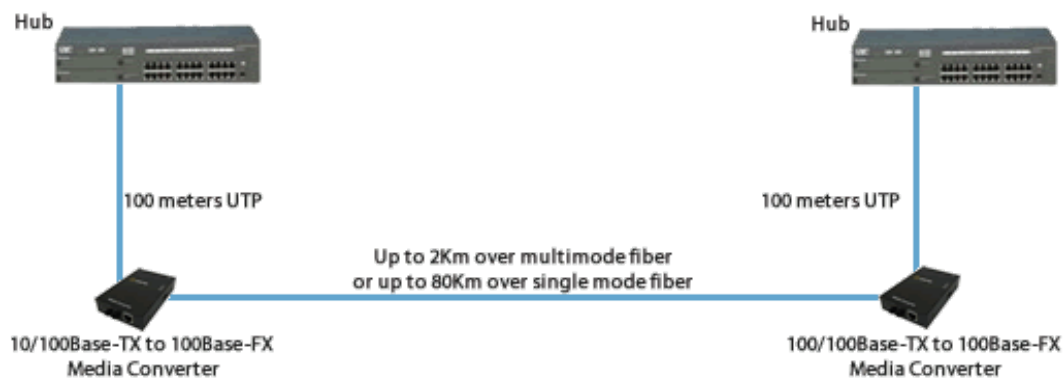 Hub
Hub
100 meters UTP
100 meters UTP
Up to 2Km over multimode fiber
or up to 80Km over single mode fiber
10/100Base-TX to 100Base-FX
Media Converter
100/100Base-TX to 100Base-FX
Media Converter